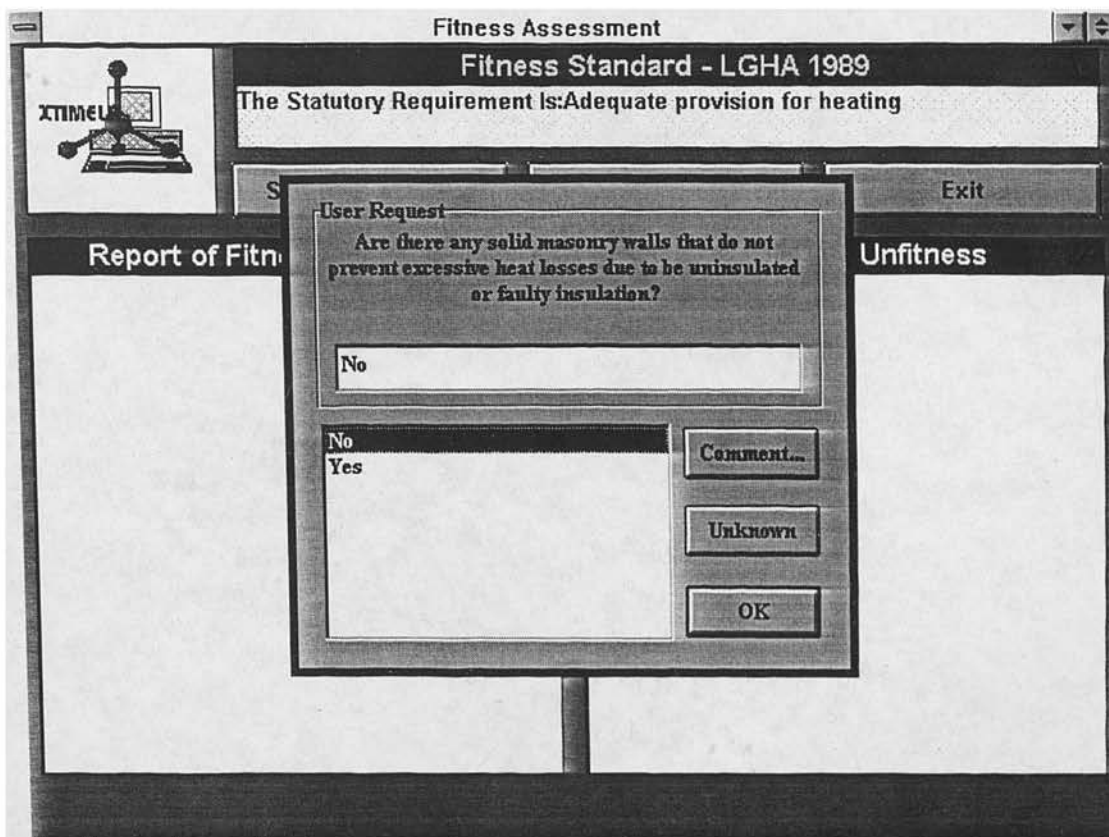 Fitness Assessment
Fitness Standard - LGHA 1989
The Statutory Requirement Is:Adequate provision for heating
Exit
Report of
Unfitness
User Request
Are there any solid masonry walls that do not
prevent excessive heat losses due to be uninsulated
or faulty insulation?
No
No
Yes
Comment...
Unknown
OK